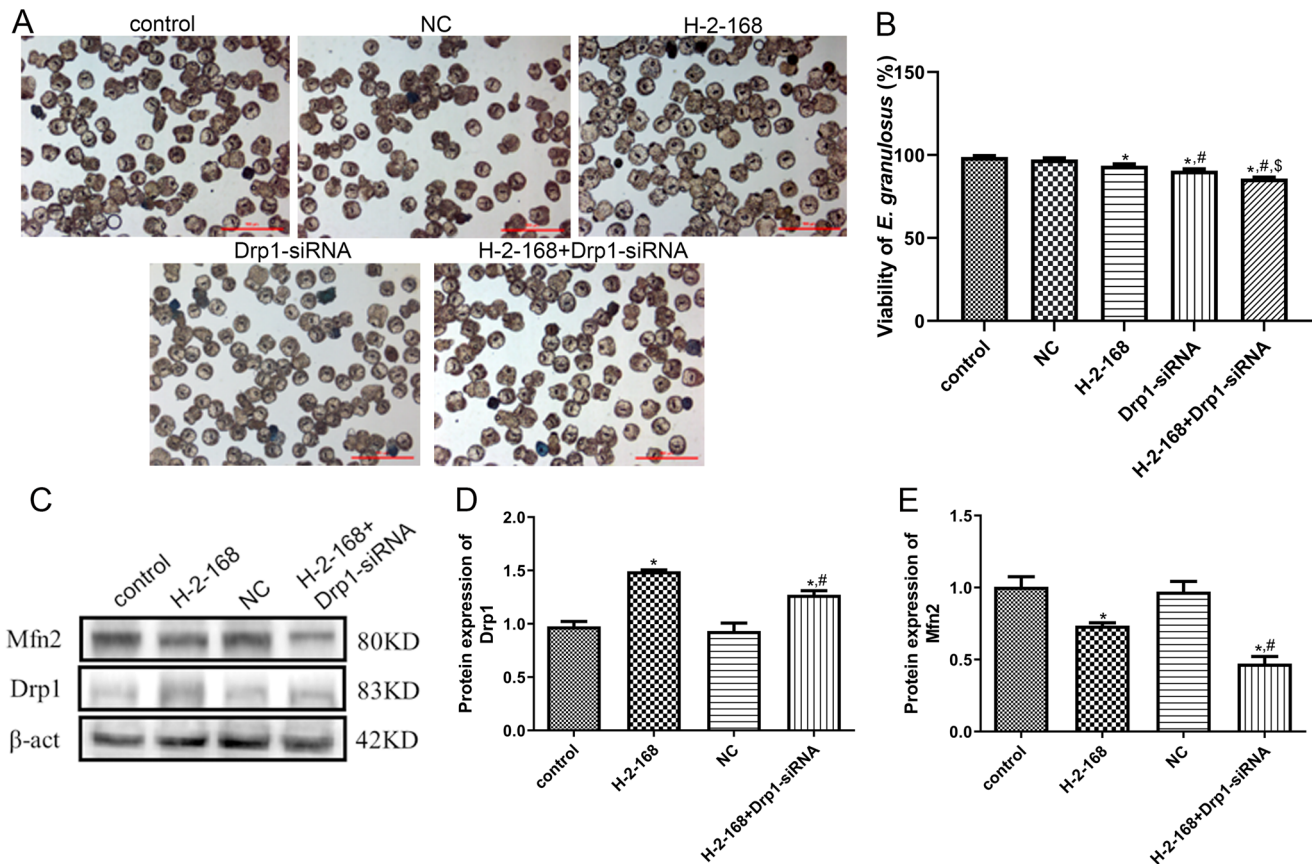 A
control
NC
H-2-168
Drp1-siRNA
H-2-168+Drp1-siRNA
B
Viability of E. granulosus (%)
150
100
50
0
*
*,#
*,#,$
control
NC
H-2-168
Drp1-siRNA
H-2-168+Drp1-siRNA
C
control
H-2-168
NC
H-2-168+
Drp1-siRNA
Mfn2
80KD
Drp1
83KD
β-act
42KD
D
Protein expression of
Drp1
2.0
1.5
1.0
0.5
0.0
*
*,#
control
H-2-168
NC
H-2-168+Drp1-siRNA
E
Protein expression of
Mfn2
1.5
1.0
0.5
0.0
*
*,#
control
H-2-168
NC
H-2-168+Drp1-siRNA